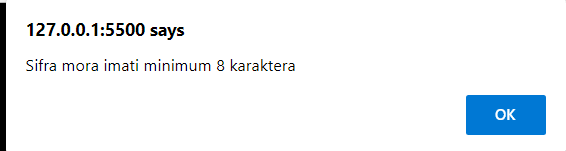 127.0.0.1:5500 says
Sifra mora imati minimum 8 karaktera
OK